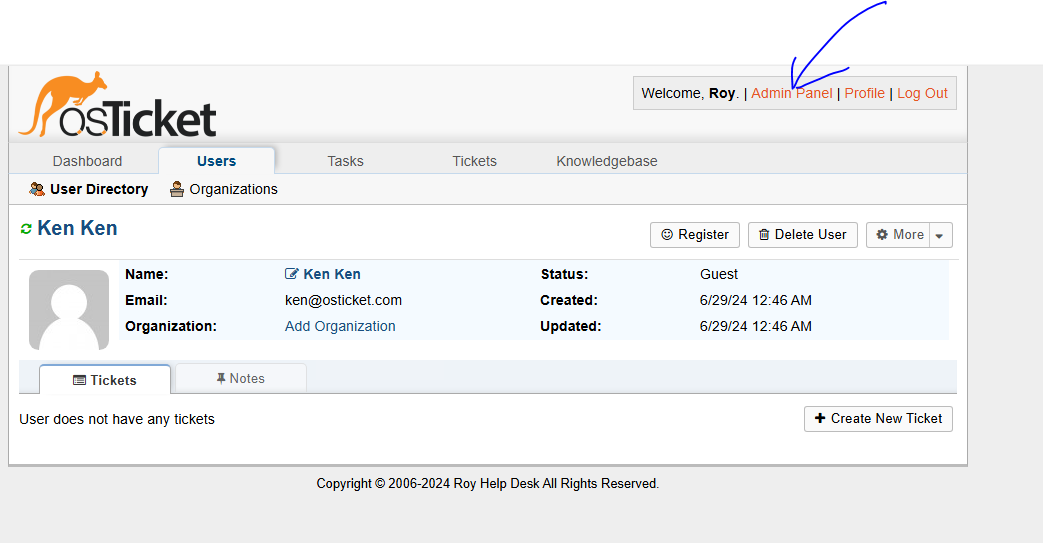 osTicket
Welcome, Roy. | Admin Panel | Profile | Log Out
Dashboard Users Tasks Tickets Knowledgebase
User Directory Organizations
Ken Ken
Register Delete User More
Name: Ken Ken Status: Guest
Email: ken@osticket.com Created: 6/29/24 12:46 AM
Organization: Add Organization Updated: 6/29/24 12:46 AM
Tickets Notes
User does not have any tickets Create New Ticket
Copyright © 2006-2024 Roy Help Desk All Rights Reserved.